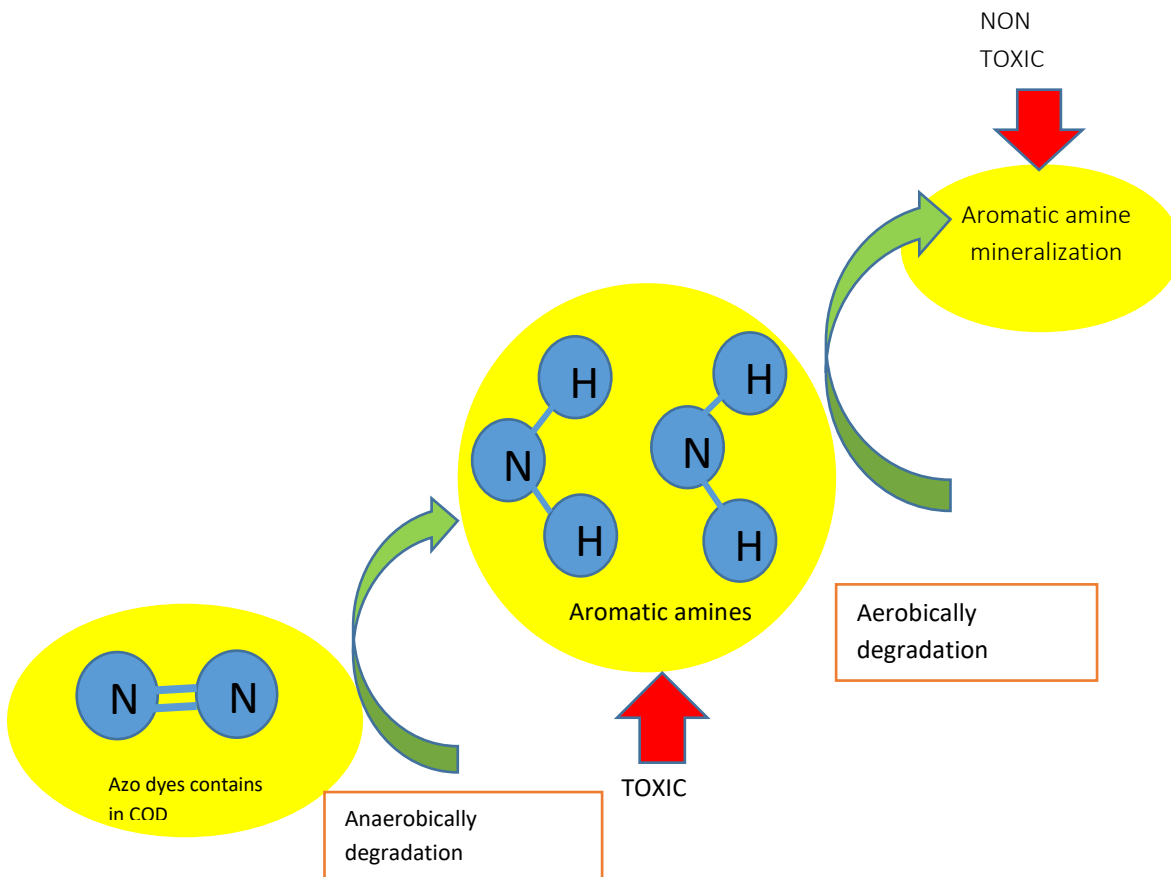 NON
TOXIC
Aromatic amine
mineralization
H
H
N
N
H
H
Aromatic amines
Aerobically
degradation
N
N
Azo dyes contains
in COD
TOXIC
Anaerobically
degradation